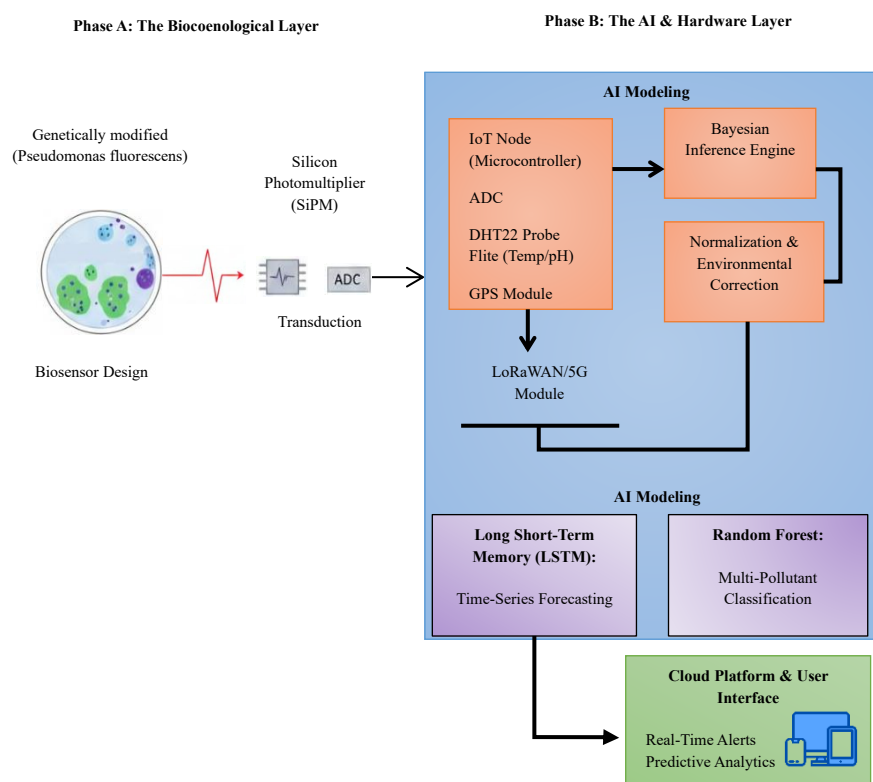 Phase A: The Biocoenological Layer
Phase B: The AI & Hardware Layer
Genetically modified
(Pseudomonas fluorescens)
Silicon
Photomultiplier
(SiPM)
ADC
Transduction
Biosensor Design
AI Modeling
IoT Node
(Microcontroller)
ADC
DHT22 Probe
Flite (Temp/pH)
GPS Module
Bayesian
Inference Engine
Normalization &
Environmental
Correction
LoRaWAN/5G
Module
AI Modeling
Long Short-Term
Memory (LSTM):
Time-Series Forecasting
Random Forest:
Multi-Pollutant
Classification
Cloud Platform & User
Interface
Real-Time Alerts
Predictive Analytics